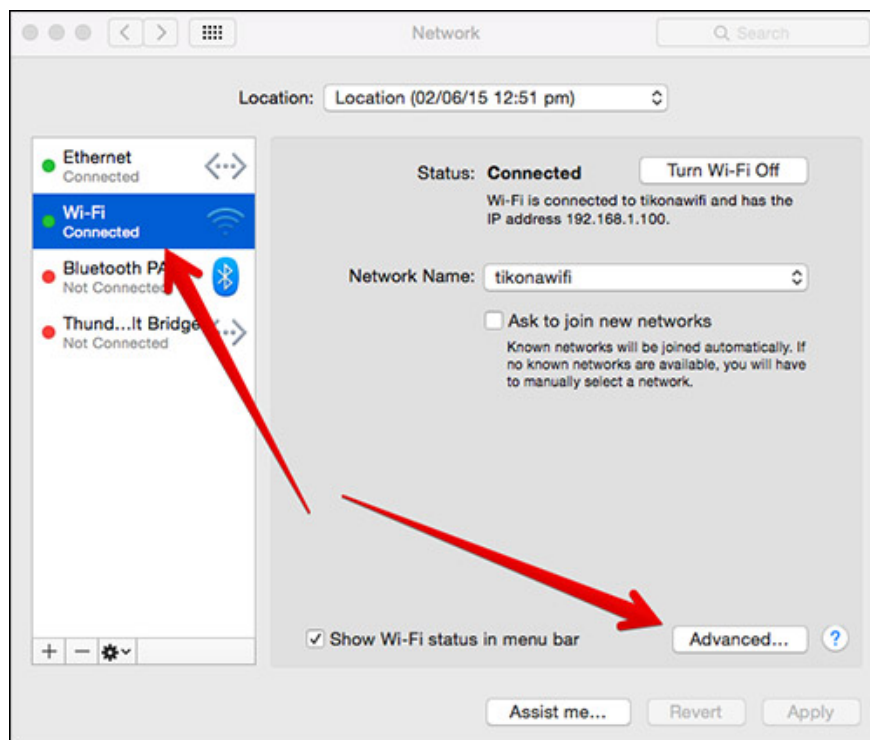 Network
Search
Location: Location (02/06/15 12:51 pm)
Ethernet
Connected
Wi-Fi
Connected
Bluetooth PA
Not Connected
Thund...lt Bridge
Not Connected
Status: Connected
Turn Wi-Fi Off
Wi-Fi is connected to tikonawifi and has the
IP address 192.168.1.100.
Network Name: tikonawifi
Ask to join new networks
Known networks will be joined automatically. If
no known networks are available, you will have
to manually select a network.
Show Wi-Fi status in menu bar
Advanced...
?
Assist me...
Revert
Apply